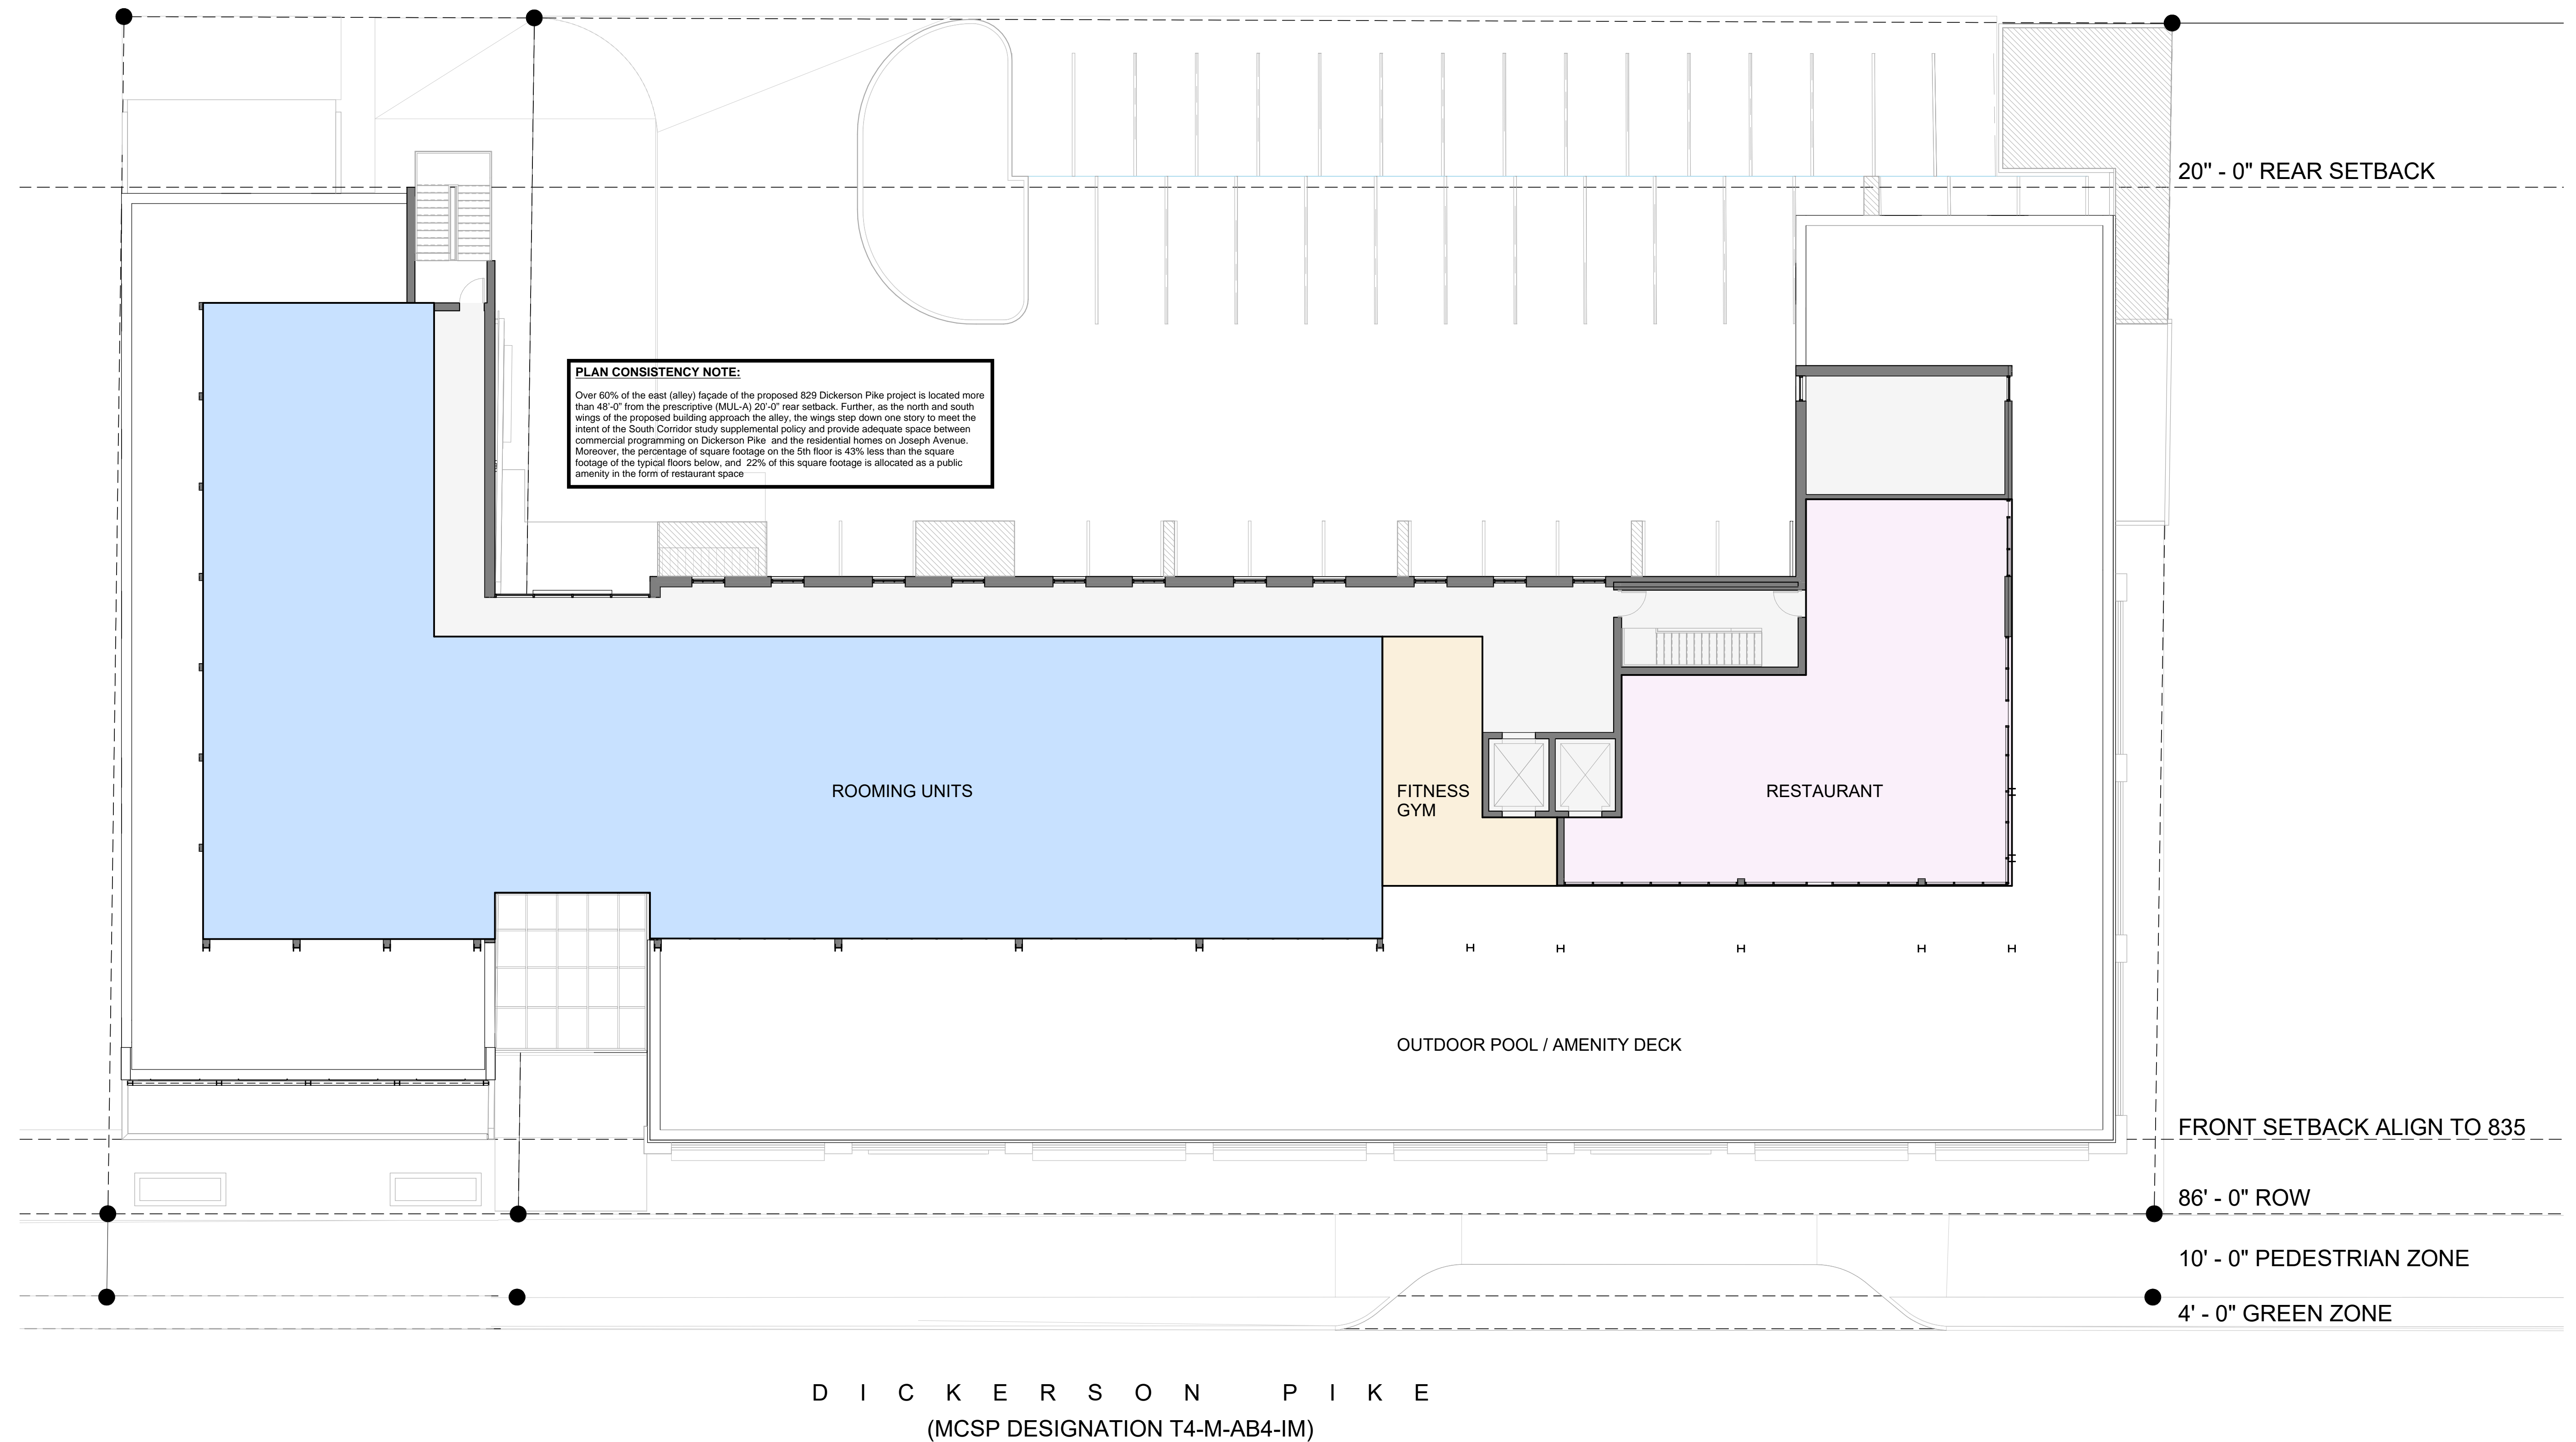 20" - 0" REAR SETBACK
PLAN CONSISTENCY NOTE:
Over 60% of the east (alley) façade of the proposed 829 Dickerson Pike project is located more
than 48'-0" from the prescriptive (MUL-A) 20'-0" rear setback. Further, as the north and south
wings of the proposed building approach the alley, the wings step down one story to meet the
intent of the South Corridor study supplemental policy and provide adequate space between
commercial programming on Dickerson Pike  and the residential homes on Joseph Avenue.
Moreover, the percentage of square footage on the 5th floor is 43% less than the square
footage of the typical floors below, and  22% of this square footage is allocated as a public
amenity in the form of restaurant space
ROOMING UNITS
FITNESS
GYM
RESTAURANT
OUTDOOR POOL / AMENITY DECK
FRONT SETBACK ALIGN TO 835
86' - 0" ROW
10' - 0" PEDESTRIAN ZONE
4' - 0" GREEN ZONE
DICKERSON PIKE
(MCSP DESIGNATION T4-M-AB4-IM)